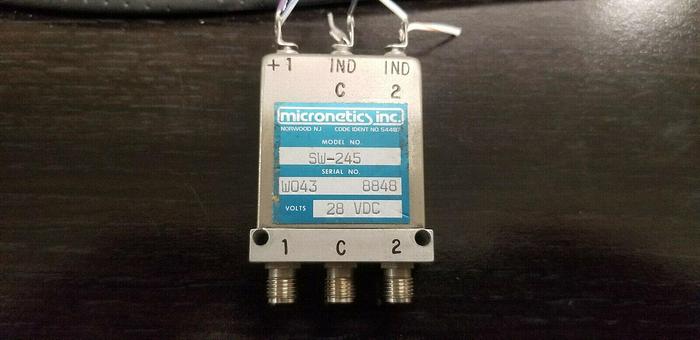 +1 IND IND
C 2
micronetics, inc.
NORWOOD NJ CODE IDENT NO. 54487
MODEL NO.
SW-245
SERIAL NO.
W043 8848
VOLTS 28 VDC
1 C 2